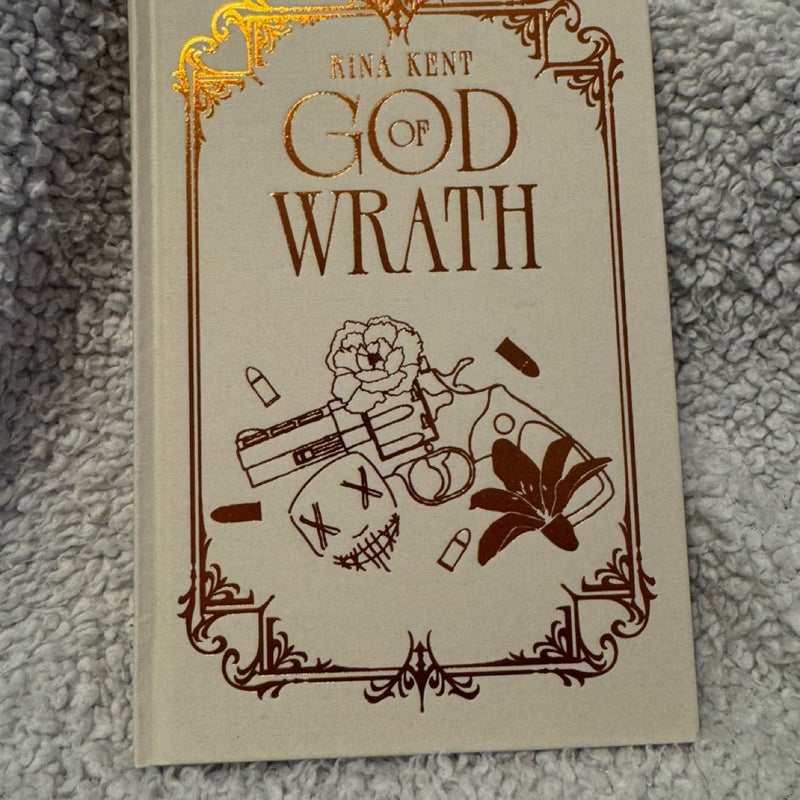 RINA KENT
GOD OF
WRATH